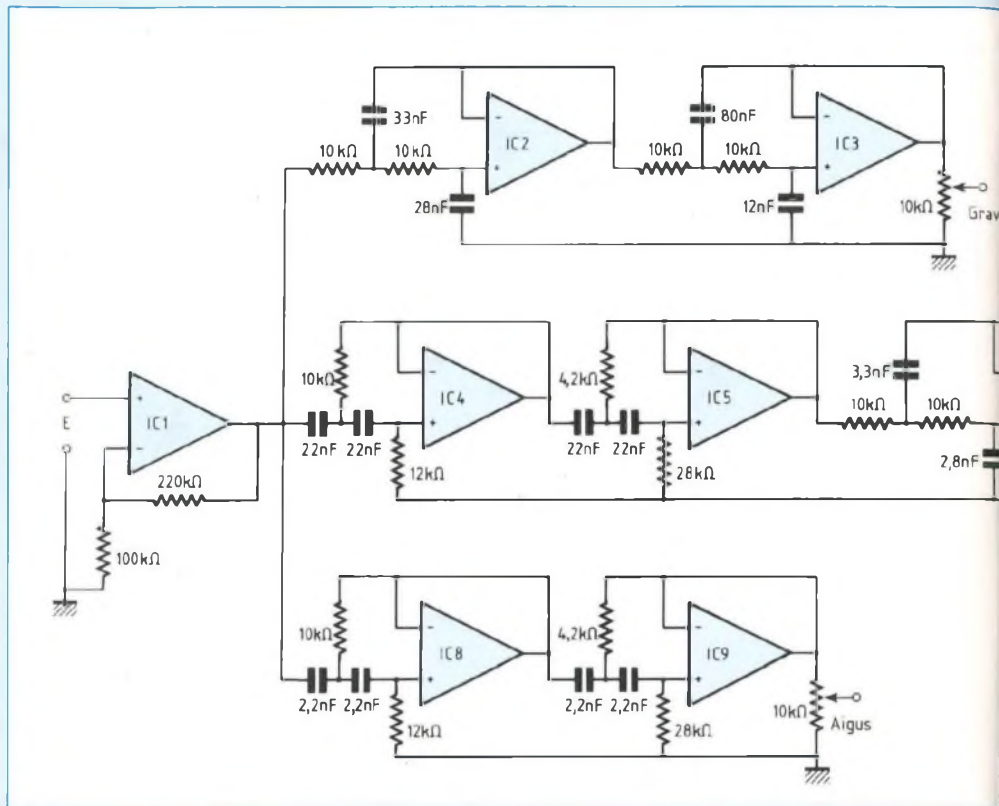 33nF
80nF
10kΩ
10kΩ
IC2
10kΩ
10kΩ
IC3
28nF
12nF
10kΩ
Grav
10kΩ
IC4
4,2kΩ
IC5
3,3nF
10kΩ
10kΩ
E
IC1
22nF
22nF
22nF
22nF
2,8nF
220kΩ
12kΩ
28kΩ
100kΩ
10kΩ
IC8
4,2kΩ
IC9
2,2nF
2,2nF
2,2nF
2,2nF
10kΩ
Aigus
12kΩ
28kΩ